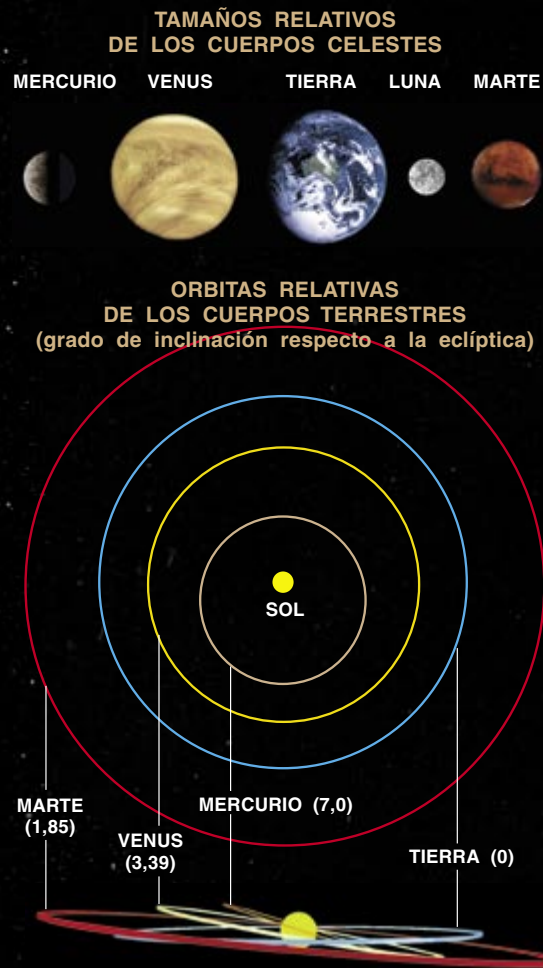 TAMAÑOS RELATIVOS
DE LOS CUERPOS CELESTES
MERCURIO VENUS TIERRA LUNA MARTE
ORBITAS RELATIVAS
DE LOS CUERPOS TERRESTRES
(grado de inclinación respecto a la eclíptica)
SOL
MARTE
(1,85)
VENUS
(3,39)
MERCURIO (7,0)
TIERRA (0)